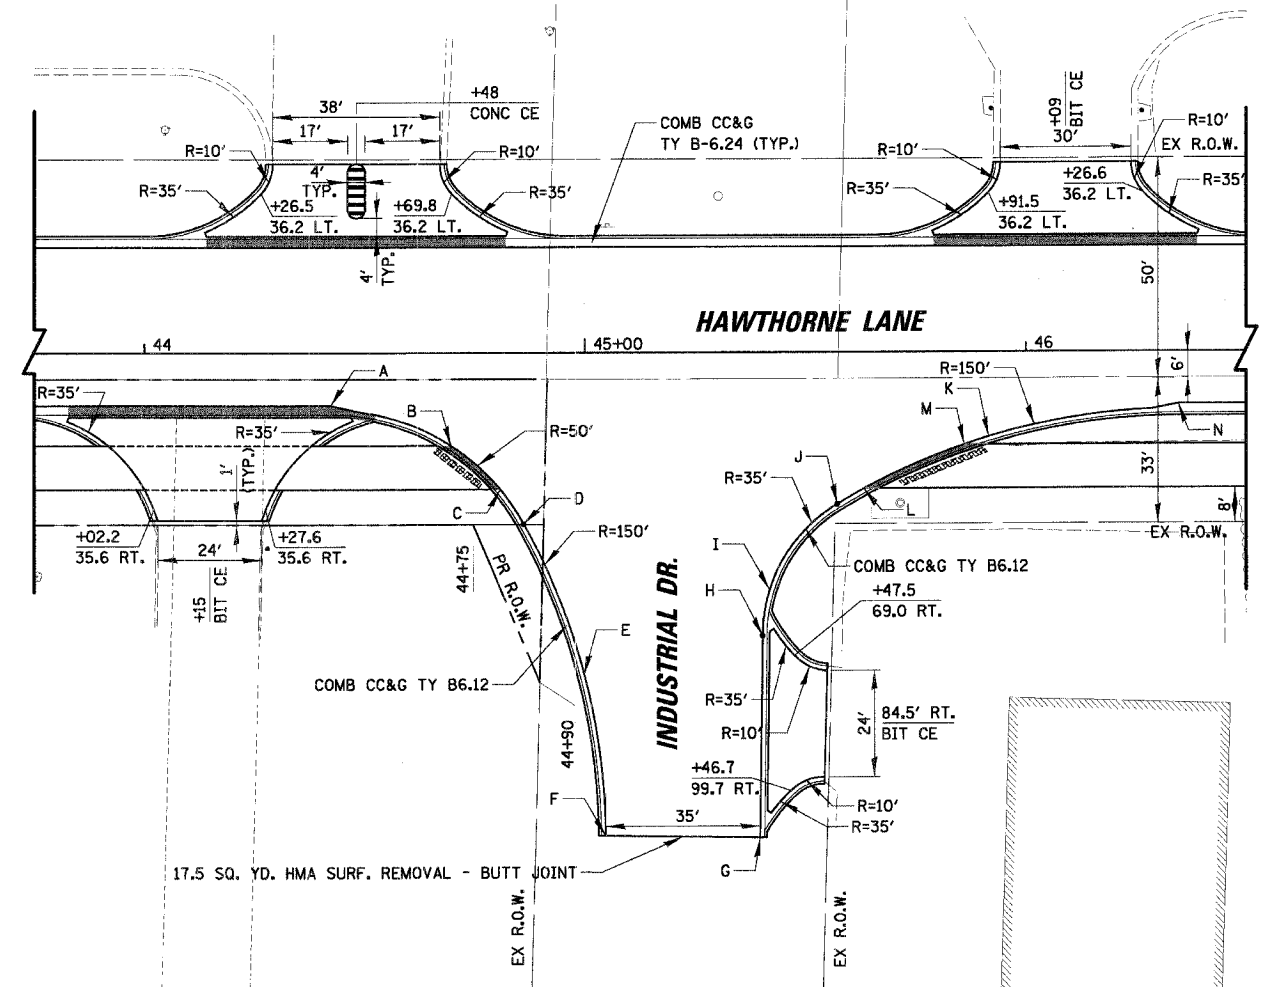 +48
CONC CE
38'
17'
17'
R=10'
R=10'
4'
TYP.
R=35'
R=35'
+26.5
36.2 LT.
+69.8
36.2 LT.
4'
TYP.
COMB CC&G
TY B-6.24 (TYP.)
+09
BIT CE
30'
R=10'
R=10'
EX R.O.W.
R=35'
R=35'
+26.6
36.2 LT.
+91.5
36.2 LT.
50'
HAWTHORNE LANE
44
45+00
46
6'
R=35'
A
R=150'
K
B
M
N
R=35'
R=50'
J
1'
(TYP.)
R=35'
33'
C
D
L
8'
EX R.O.W.
+02.2
35.6 RT.
24'
+27.6
35.6 RT.
R=150'
I
COMB CC&G TY B6.12
+15
BIT CE
44+75
PR R.O.W.
INDUSTRIAL DR.
H
+47.5
69.0 RT.
E
COMB CC&G TY B6.12
R=35'
24'
84.5' RT.
BIT CE
R=10'
44+90
+46.7
99.7 RT.
F
35'
R=10'
R=35'
17.5 SQ. YD. HMA SURF. REMOVAL - BUTT JOINT
G
EX R.O.W.
EX R.O.W.